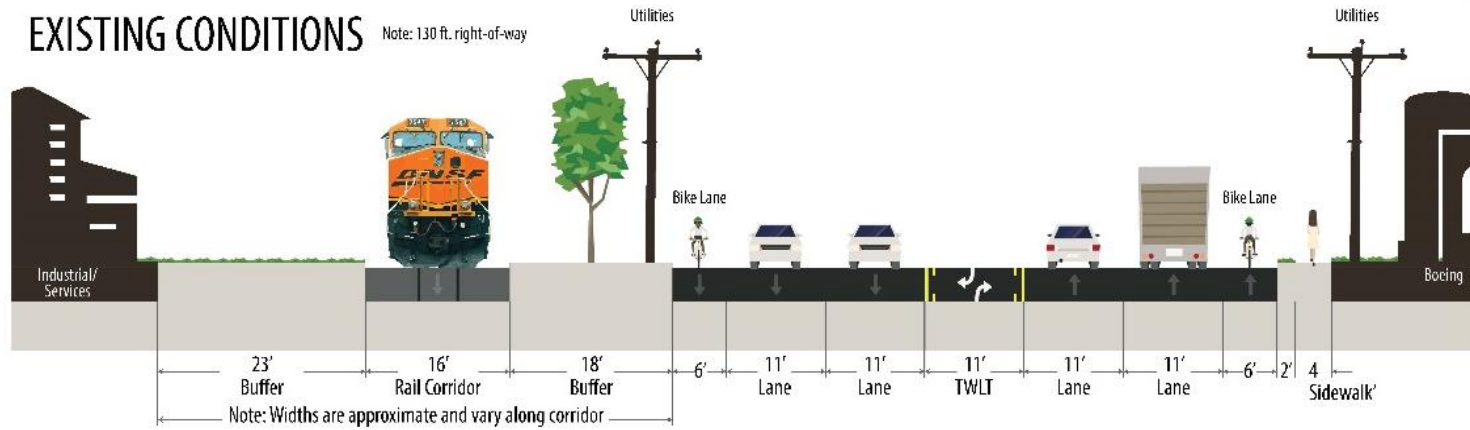 EXISTING CONDITIONS
Note: 130 ft. right-of-way
Utilities
Utilities
BNSF
Bike Lane
Bike Lane
Industrial/
Services
Boeing
23'
Buffer
16'
Rail Corridor
18'
Buffer
6'
11'
Lane
11'
Lane
11'
TWLT
11'
Lane
11'
Lane
6'
2'
4
Sidewalk'
Note: Widths are approximate and vary along corridor